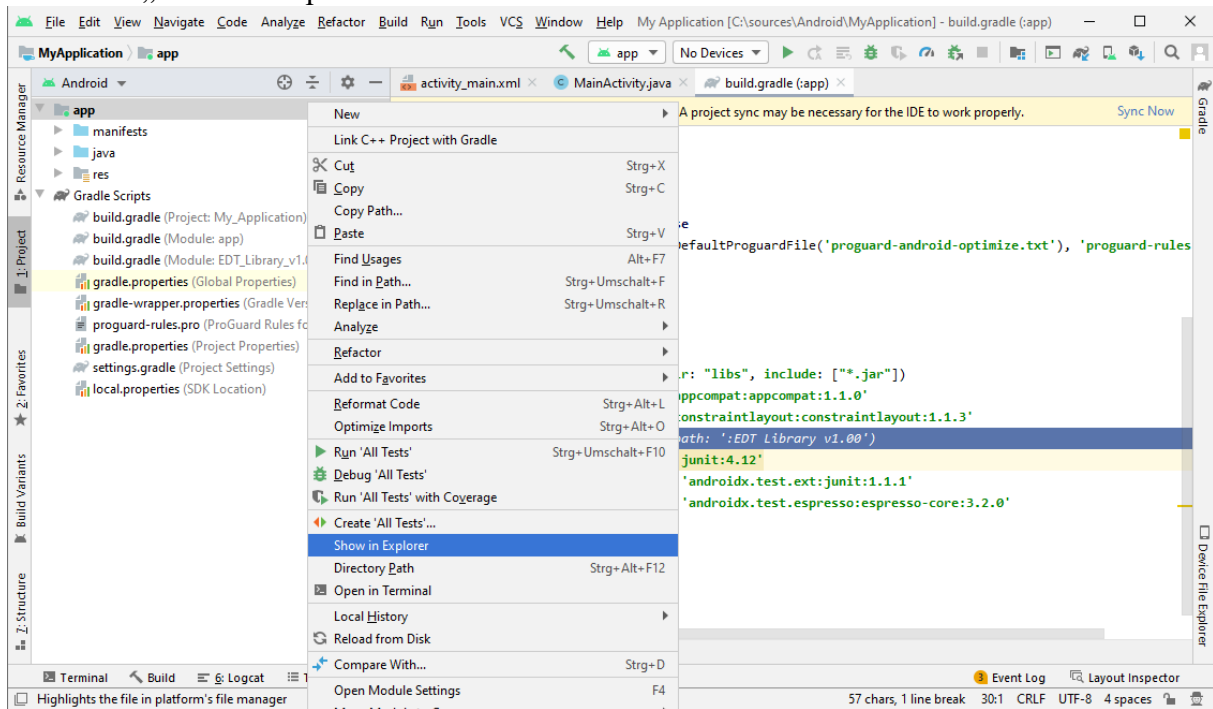 File Edit View Navigate Code Analyze Refactor Build Run Tools VCS Window Help My Application [C:\sources\Android\MyApplication] - build.gradle (:app)
MyApplication app app No Devices
Android activity_main.xml MainActivity.java build.gradle (:app)
A project sync may be necessary for the IDE to work properly. Sync Now
app
manifests
java
res
Gradle Scripts
build.gradle (Project: My_Application)
build.gradle (Module: app)
build.gradle (Module: EDT_Library_v1.
gradle.properties (Global Properties)
gradle-wrapper.properties (Gradle Ver
proguard-rules.pro (ProGuard Rules fo
gradle.properties (Project Properties)
settings.gradle (Project Settings)
local.properties (SDK Location)
New
Link C++ Project with Gradle
Cut Strg+X
Copy Strg+C
Copy Path...
Paste Strg+V
Find Usages Alt+F7
Find in Path... Strg+Umschalt+F
Replace in Path... Strg+Umschalt+R
Analyze
Refactor
Add to Favorites
Reformat Code Strg+Alt+L
Optimize Imports Strg+Alt+O
Run 'All Tests' Strg+Umschalt+F10
Debug 'All Tests'
Run 'All Tests' with Coverage
Create 'All Tests'...
Show in Explorer
Directory Path Strg+Alt+F12
Open in Terminal
Local History
Reload from Disk
Compare With... Strg+D
Open Module Settings F4
se
DefaultProguardFile('proguard-android-optimize.txt'), 'proguard-rules
r: "libs", include: ["*.jar"])
ppcompat:appcompat:1.1.0'
constraintlayout:constraintlayout:1.1.3'
path: ':EDT Library v1.00')
junit:4.12'
'androidx.test.ext:junit:1.1.1'
'androidx.test.espresso:espresso-core:3.2.0'
Resource Manager
1: Project
2: Favorites
Build Variants
7: Structure
Gradle
Device File Explorer
Terminal Build 6: Logcat 3 Event Log Layout Inspector
Highlights the file in platform's file manager 57 chars, 1 line break 30:1 CRLF UTF-8 4 spaces